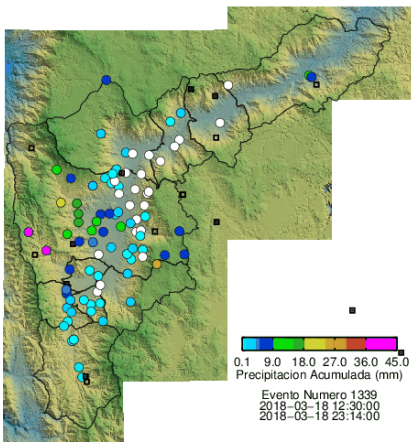 0.1 9.0 18.0 27.0 36.0 45.0
Precipitacion Acumulada (mm)
Evento Numero 1339
2018-03-18 12:30:00
2018-03-18 23:14:00